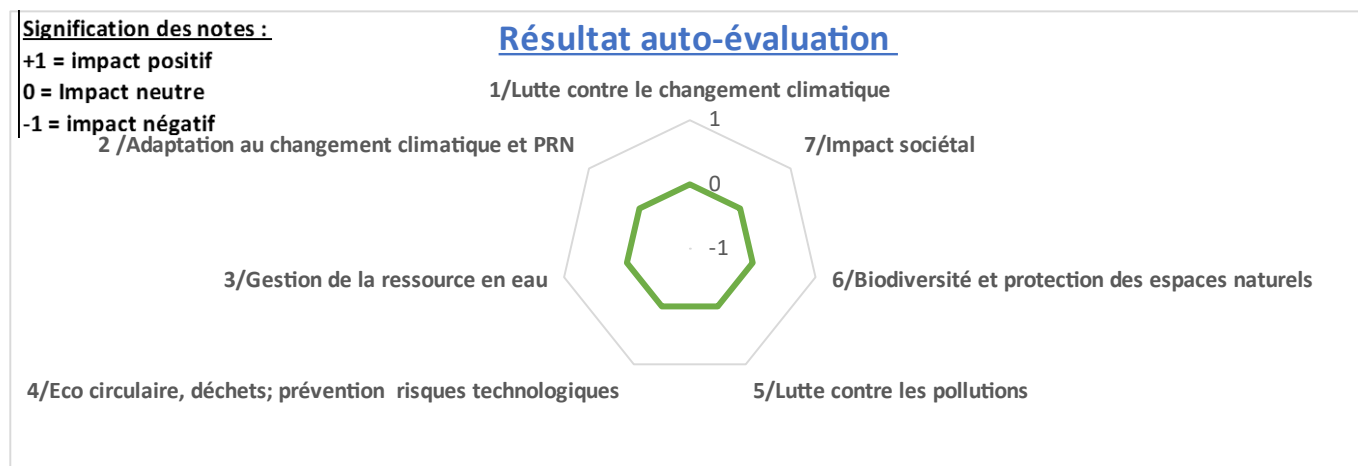 Signification des notes :
+1 = impact positif
0 = Impact neutre
-1 = impact négatif
Résultat auto-évaluation
1/Lutte contre le changement climatique
1
2 /Adaptation au changement climatique et PRN
7/Impact sociétal
0
-1
3/Gestion de la ressource en eau
6/Biodiversité et protection des espaces naturels
4/Eco circulaire, déchets; prévention  risques technologiques
5/Lutte contre les pollutions